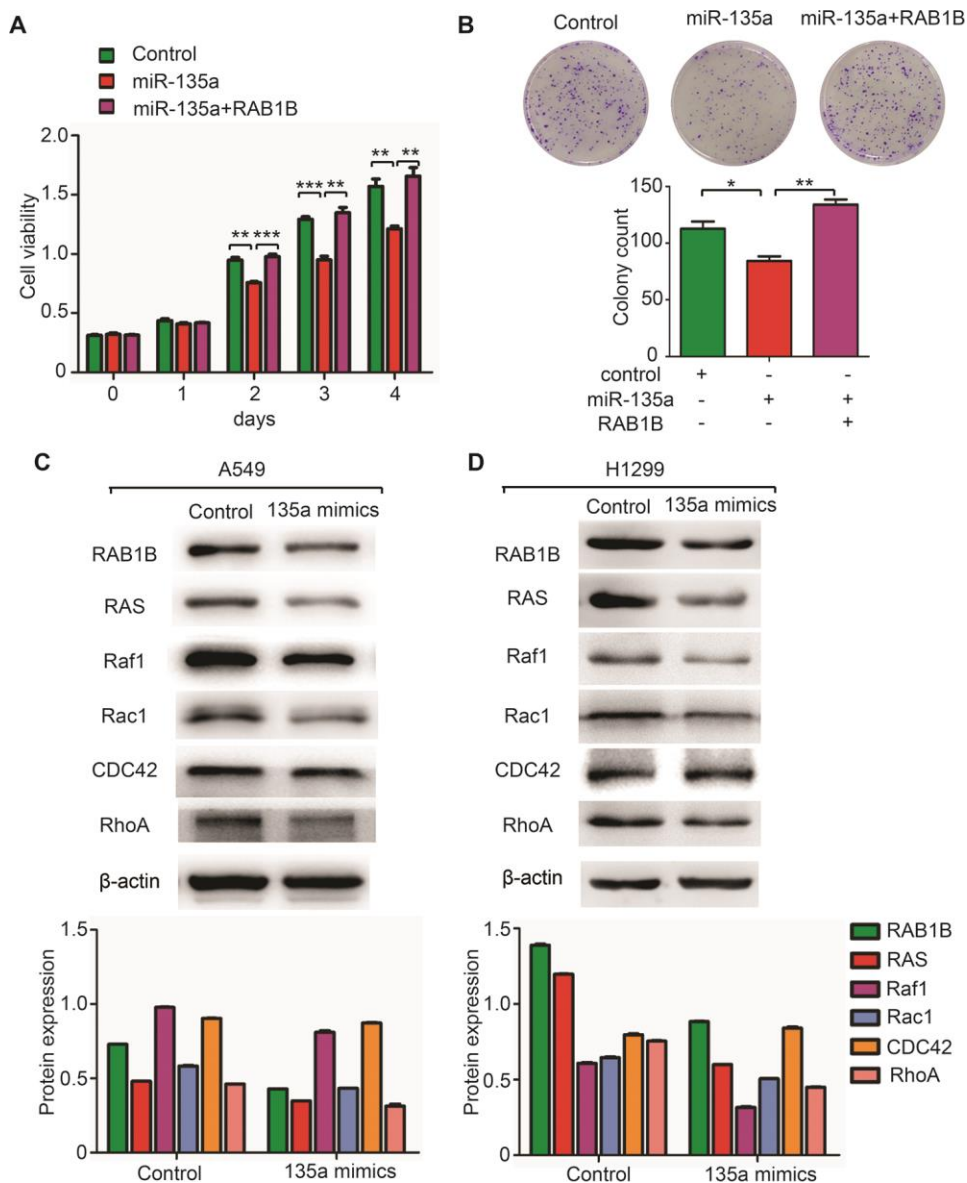 A
Control
miR-135a
miR-135a+RAB1B
2.0
1.5
1.0
0.5
0
Cell viability
** ***
*** **
** **
0 1 2 3 4
days
B
Control miR-135a miR-135a+RAB1B
* **
150
100
50
0
Colony count
control + - -
miR-135a - + +
RAB1B - - +
C
A549
Control 135a mimics
RAB1B
RAS
Raf1
Rac1
CDC42
RhoA
β-actin
1.5
1.0
0.5
0
Protein expression
Control 135a mimics
D
H1299
Control 135a mimics
RAB1B
RAS
Raf1
Rac1
CDC42
RhoA
β-actin
1.5
1.0
0.5
0
Protein expression
Control 135a mimics
RAB1B
RAS
Raf1
Rac1
CDC42
RhoA